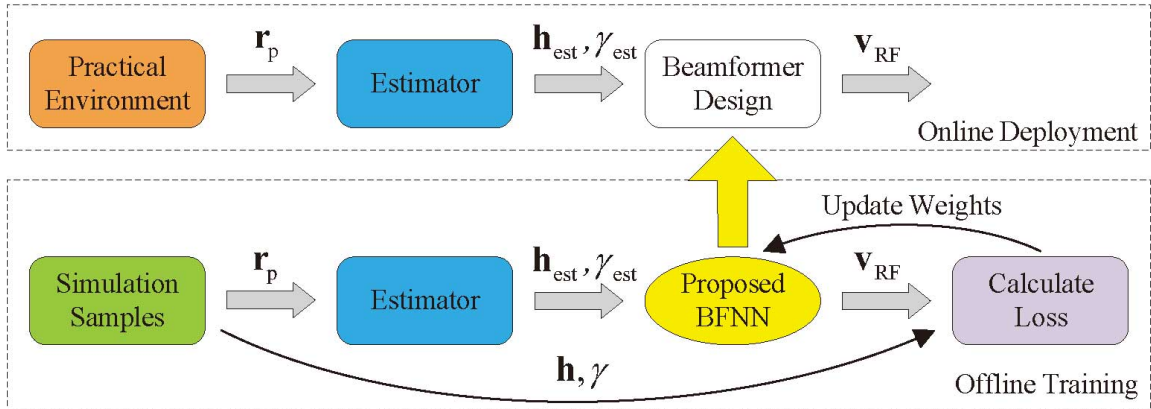 r_p
h_est, γ_est
v_RF
Practical
Environment
Estimator
Beamformer
Design
Online Deployment
Update Weights
r_p
h_est, γ_est
v_RF
Simulation
Samples
Estimator
Proposed
BFNN
Calculate
Loss
h, γ
Offline Training